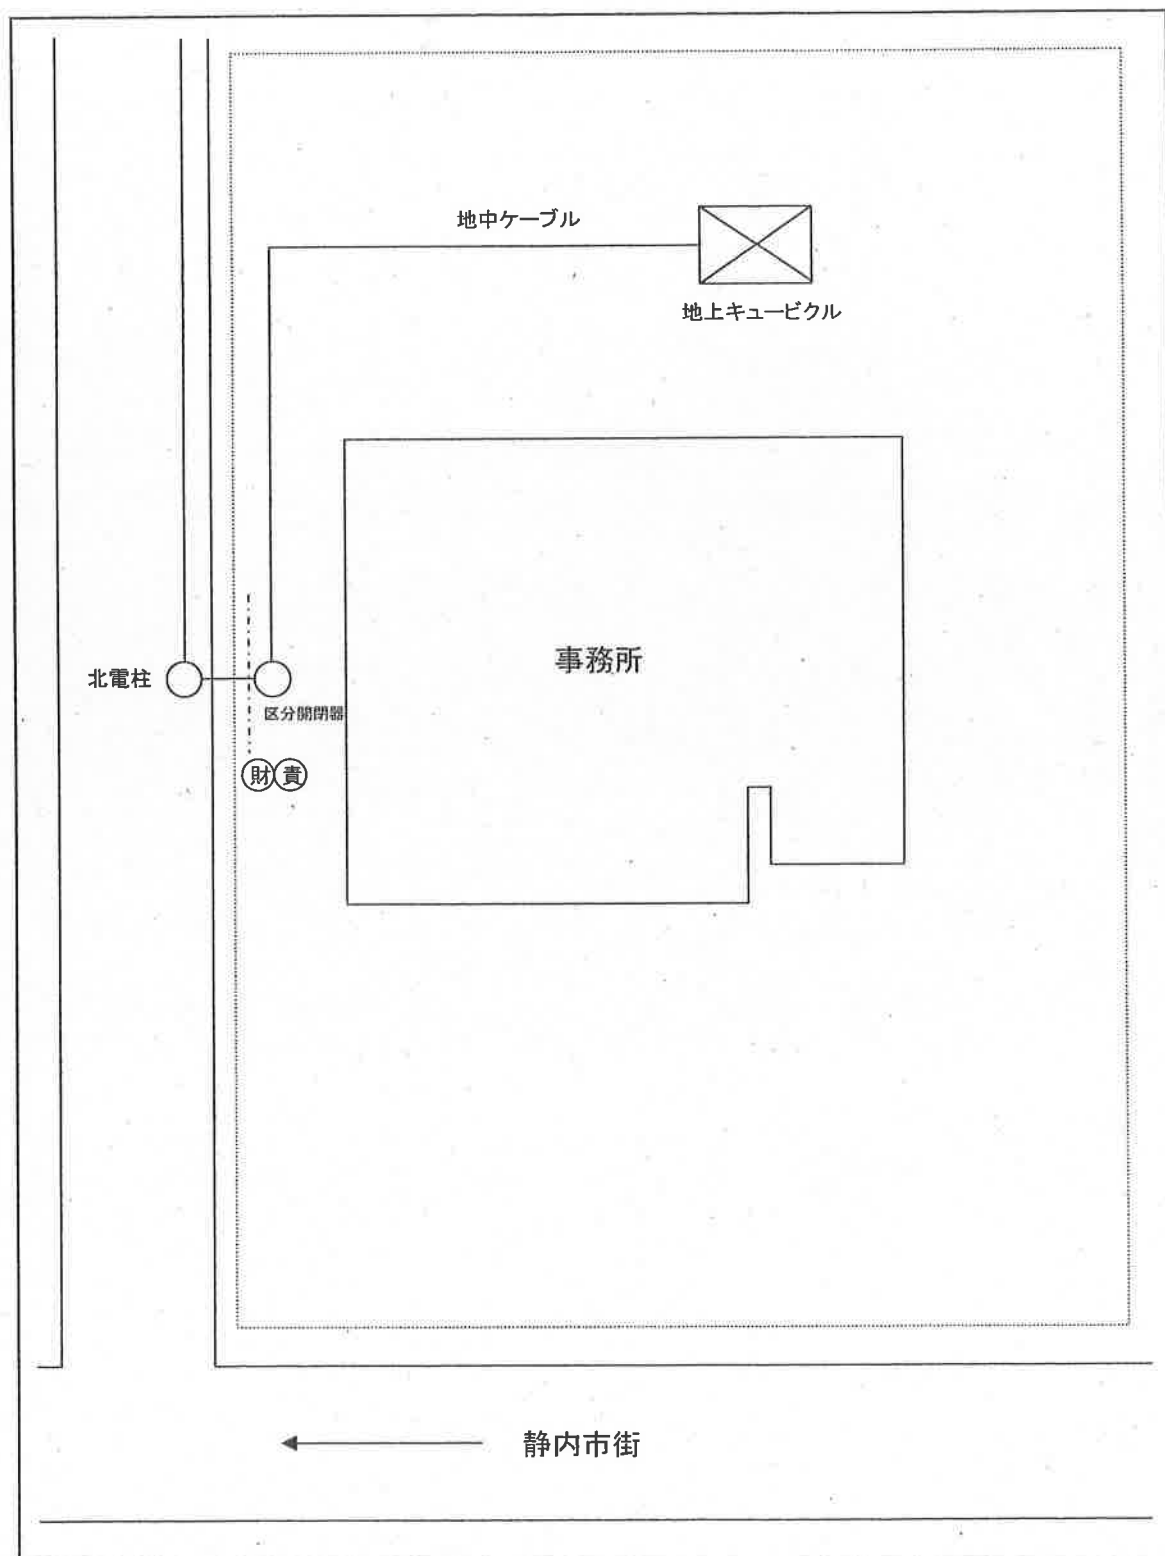 地中ケーブル
地上キュービクル
事務所
北電柱
区分開閉器
財責
静内市街